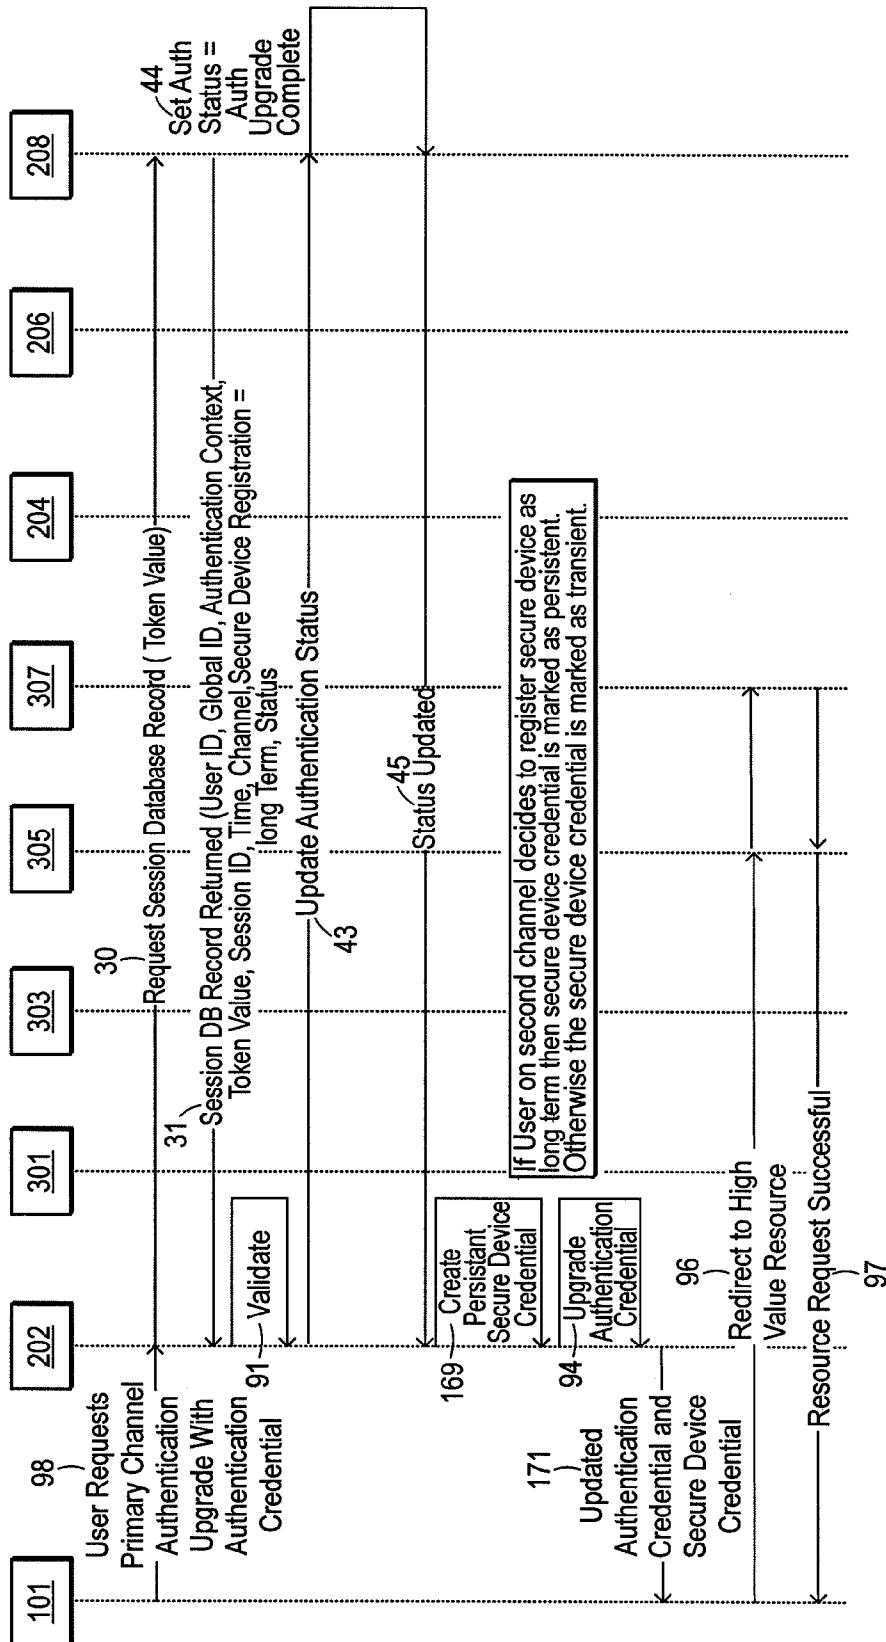 101
202
301
303
305
307
204
206
208
98
User Requests
Primary Channel
Authentication
Upgrade With
Authentication
Credential
30
Request Session Database Record ( Token Value)
31
Session DB Record Returned (User ID, Global ID, Authentication Context,
Token Value, Session ID, Time, Channel,Secure Device Registration =
long Term, Status
91
Validate
43
Update Authentication Status
44
Set Auth
Status =
Auth
Upgrade
Complete
45
Status Updated
169
Create
Persistant
Secure Device
Credential
94
Upgrade
Authentication
Credential
If User on second channel decides to register secure device as
long term then secure device credential is marked as persistent.
Otherwise the secure device credential is marked as transient.
171
Updated
Authentication
Credential and
Secure Device
Credential
96
Redirect to High
Value Resource
Resource Request Successful
97